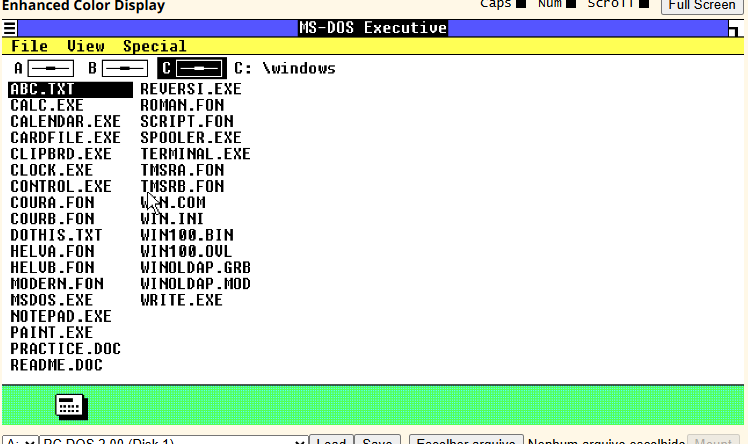 Enhanced Color Display
Caps Num Scroll Full Screen
MS-DOS Executive
File View Special
A B C C: \windows
ABC.TXT REVERSI.EXE
CALC.EXE ROMAN.FON
CALENDAR.EXE SCRIPT.FON
CARDFILE.EXE SPOOLER.EXE
CLIPBRD.EXE TERMINAL.EXE
CLOCK.EXE TMSRA.FON
CONTROL.EXE TMSRB.FON
COURA.FON WIN.COM
COURB.FON WIN.INI
DOTHIS.TXT WIN100.BIN
HELVA.FON WIN100.OVL
HELVB.FON WINOLDAP.GRB
MODERN.FON WINOLDAP.MOD
MSDOS.EXE WRITE.EXE
NOTEPAD.EXE
PAINT.EXE
PRACTICE.DOC
README.DOC
A: PC DOS 2.00 (Disk 1) Load Save Escolher arquivo Nenhum arquivo escolhido Mount